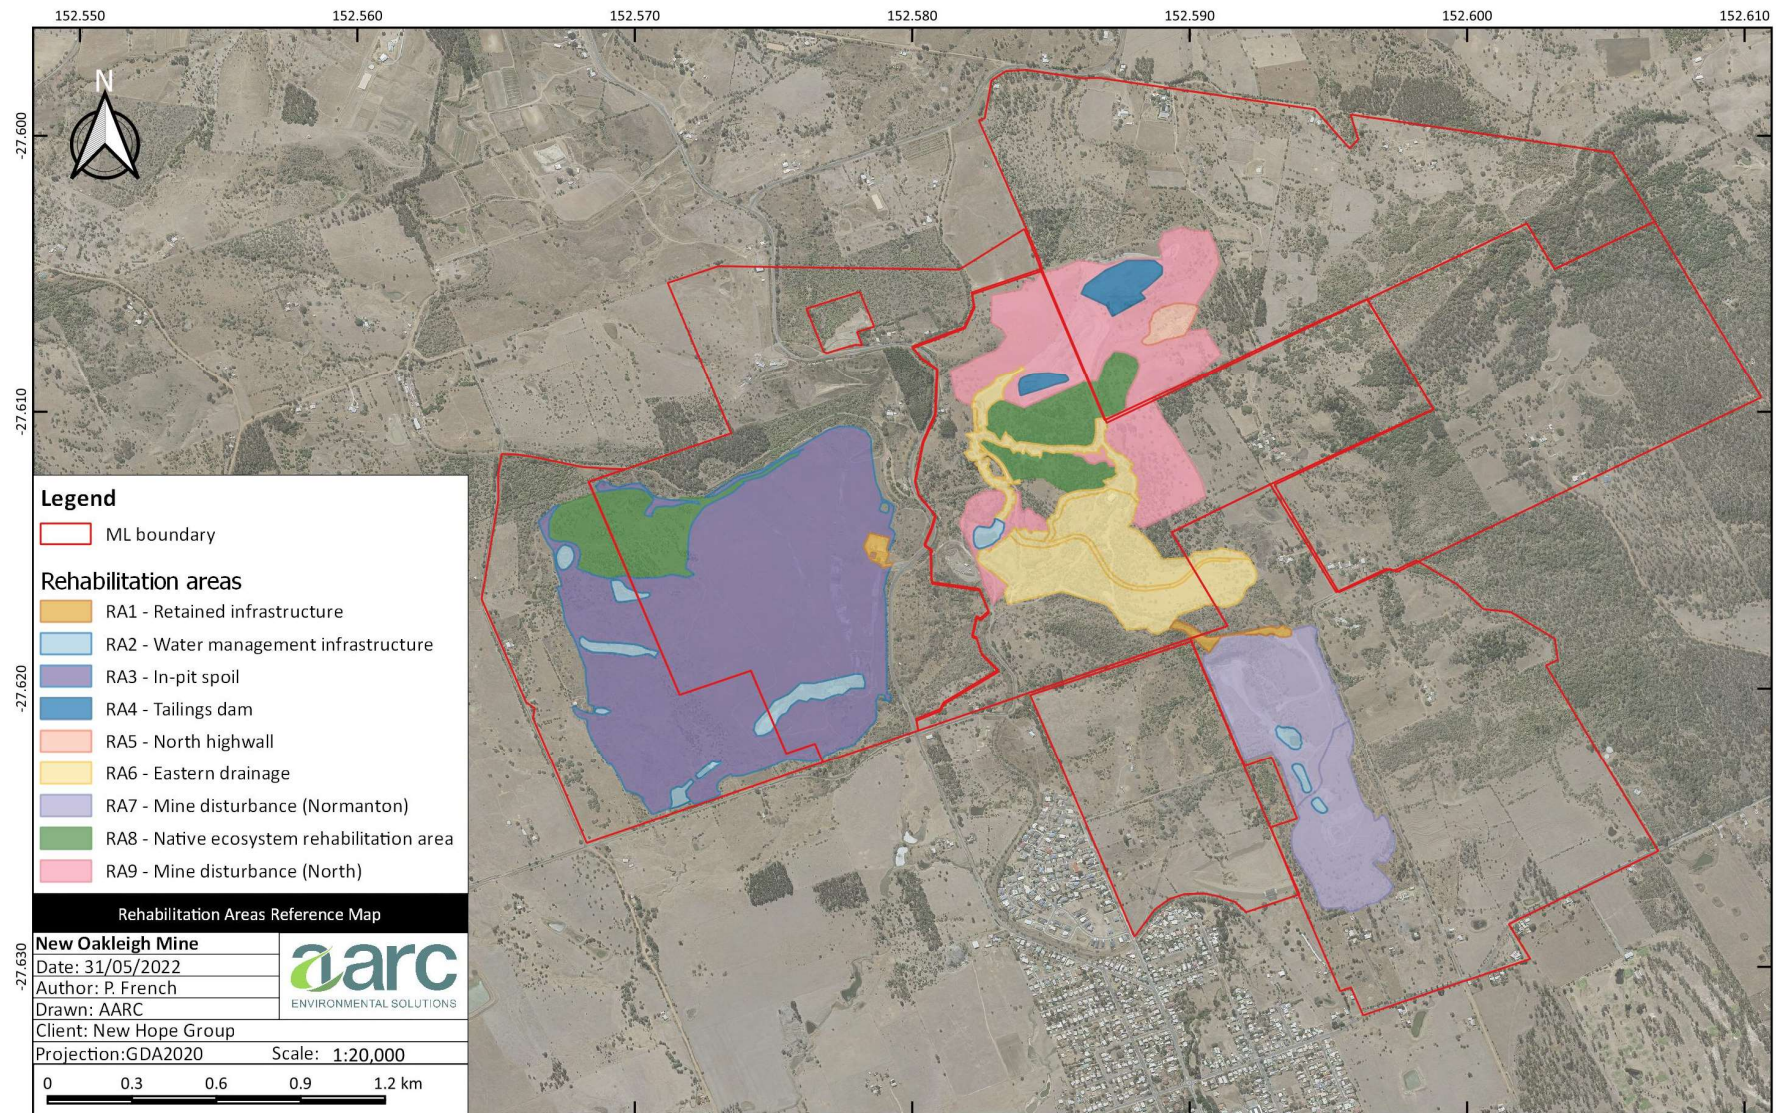 152.550 152.560 152.570 152.580 152.590 152.600 152.610
N
-27.600
-27.610
-27.620
-27.630
Legend
ML boundary
Rehabilitation areas
RA1 - Retained infrastructure
RA2 - Water management infrastructure
RA3 - In-pit spoil
RA4 - Tailings dam
RA5 - North highwall
RA6 - Eastern drainage
RA7 - Mine disturbance (Normanton)
RA8 - Native ecosystem rehabilitation area
RA9 - Mine disturbance (North)
Rehabilitation Areas Reference Map
New Oakleigh Mine
Date: 31/05/2022
Author: P. French
Drawn: AARC
aarc
ENVIRONMENTAL SOLUTIONS
Client: New Hope Group
Projection:GDA2020 Scale: 1:20,000
0 0.3 0.6 0.9 1.2 km